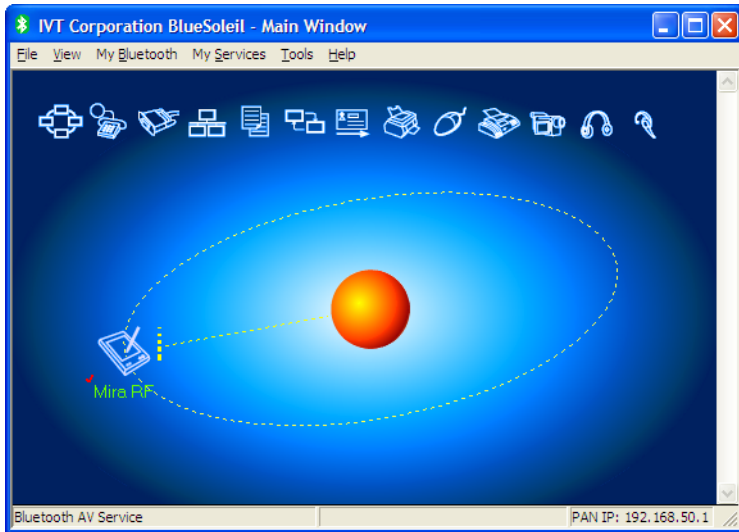 IVT Corporation BlueSoleil - Main Window
File View My Bluetooth My Services Tools Help
Mira RF
Bluetooth AV Service PAN IP: 192.168.50.1